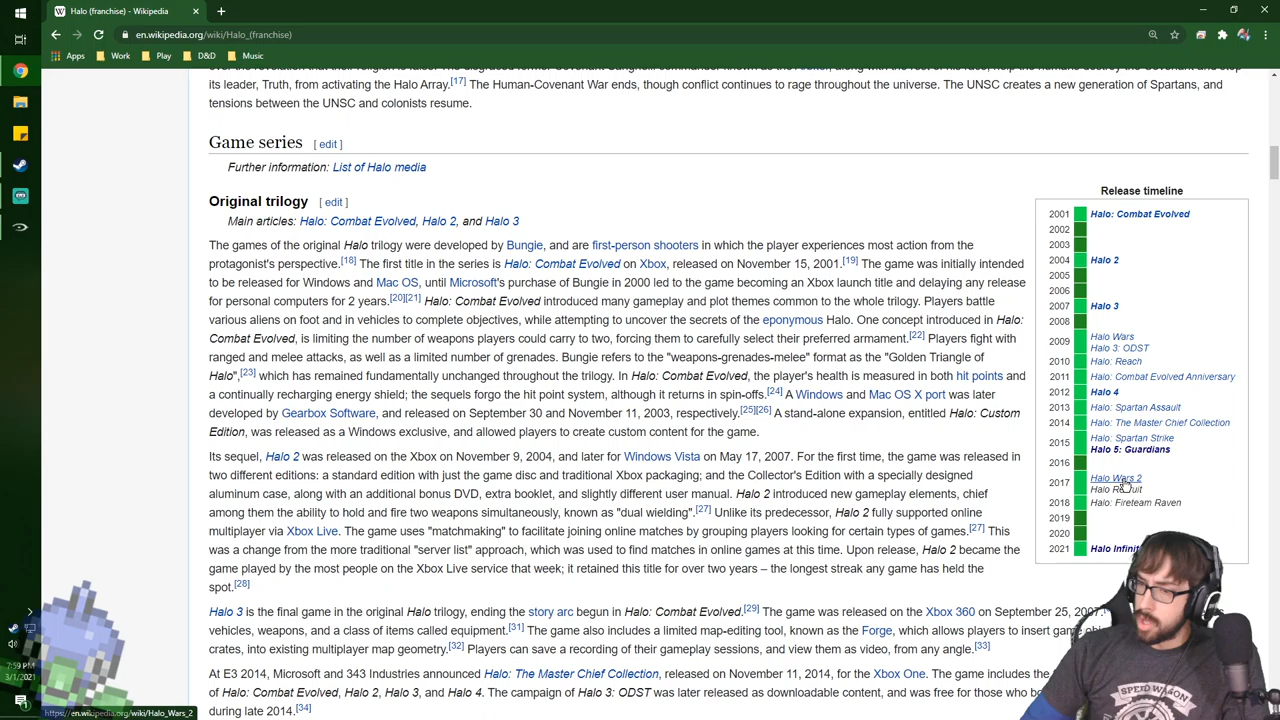 Halo (franchise) - Wikipedia
en.wikipedia.org/wiki/Halo_(franchise)
Apps Work Play D&D Music
its leader, Truth, from activating the Halo Array.[17] The Human-Covenant War ends, though conflict continues to rage throughout the universe. The UNSC creates a new generation of Spartans, and
tensions between the UNSC and colonists resume.
Game series [ edit ]
Further information: List of Halo media
Original trilogy [ edit ]
Main articles: Halo: Combat Evolved, Halo 2, and Halo 3
The games of the original Halo trilogy were developed by Bungie, and are first-person shooters in which the player experiences most action from the
protagonist's perspective.[18] The first title in the series is Halo: Combat Evolved on Xbox, released on November 15, 2001.[19] The game was initially intended
to be released for Windows and Mac OS, until Microsoft's purchase of Bungie in 2000 led to the game becoming an Xbox launch title and delaying any release
for personal computers for 2 years.[20][21] Halo: Combat Evolved introduced many gameplay and plot themes common to the whole trilogy. Players battle
various aliens on foot and in vehicles to complete objectives, while attempting to uncover the secrets of the eponymous Halo. One concept introduced in Halo:
Combat Evolved, is limiting the number of weapons players could carry to two, forcing them to carefully select their preferred armament.[22] Players fight with
ranged and melee attacks, as well as a limited number of grenades. Bungie refers to the "weapons-grenades-melee" format as the "Golden Triangle of
Halo",[23] which has remained fundamentally unchanged throughout the trilogy. In Halo: Combat Evolved, the player's health is measured in both hit points and
a continually recharging energy shield; the sequels forgo the hit point system, although it returns in spin-offs.[24] A Windows and Mac OS X port was later
developed by Gearbox Software, and released on September 30 and November 11, 2003, respectively.[25][26] A stand-alone expansion, entitled Halo: Custom
Edition, was released as a Windows exclusive, and allowed players to create custom content for the game.
Its sequel, Halo 2 was released on the Xbox on November 9, 2004, and later for Windows Vista on May 17, 2007. For the first time, the game was released in
two different editions: a standard edition with just the game disc and traditional Xbox packaging; and the Collector's Edition with a specially designed
aluminum case, along with an additional bonus DVD, extra booklet, and slightly different user manual. Halo 2 introduced new gameplay elements, chief
among them the ability to hold and fire two weapons simultaneously, known as "dual wielding".[27] Unlike its predecessor, Halo 2 fully supported online
multiplayer via Xbox Live. The game uses "matchmaking" to facilitate joining online matches by grouping players looking for certain types of games.[27] This
was a change from the more traditional "server list" approach, which was used to find matches in online games at this time. Upon release, Halo 2 became the
game played by the most people on the Xbox Live service that week; it retained this title for over two years – the longest streak any game has held the
spot.[28]
Halo 3 is the final game in the original Halo trilogy, ending the story arc begun in Halo: Combat Evolved.[29] The game was released on the Xbox 360 on September 25, 2007.
vehicles, weapons, and a class of items called equipment.[31] The game also includes a limited map-editing tool, known as the Forge, which allows players to insert game
crates, into existing multiplayer map geometry.[32] Players can save a recording of their gameplay sessions, and view them as video, from any angle.[33]
At E3 2014, Microsoft and 343 Industries announced Halo: The Master Chief Collection, released on November 11, 2014, for the Xbox One. The game includes the
of Halo: Combat Evolved, Halo 2, Halo 3, and Halo 4. The campaign of Halo 3: ODST was later released as downloadable content, and was free for those who
during late 2014.[34]
Release timeline
2001 Halo: Combat Evolved
2002
2003
2004 Halo 2
2005
2006
2007 Halo 3
2008
2009 Halo Wars
Halo 3: ODST
2010 Halo: Reach
2011 Halo: Combat Evolved Anniversary
2012 Halo 4
2013 Halo: Spartan Assault
2014 Halo: The Master Chief Collection
2015 Halo: Spartan Strike
Halo 5: Guardians
2016
2017 Halo Wars 2
Halo Recruit
2018 Halo: Fireteam Raven
2019
2020
2021 Halo Infinite
SPEED WAGON
7:59 PM
3/1/2021
https://en.wikipedia.org/wiki/Halo_Wars_2